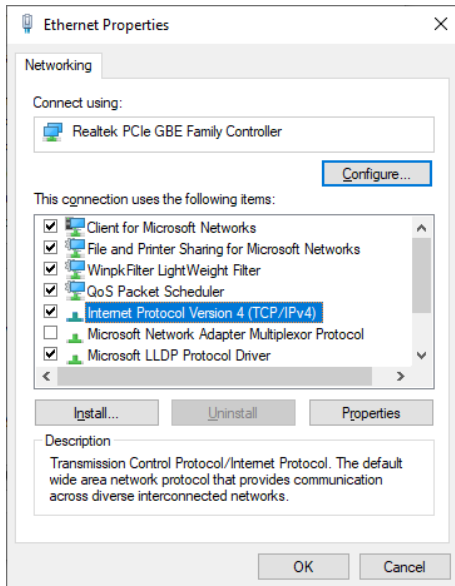 Ethernet Properties
Networking
Connect using:
Realtek PCIe GBE Family Controller
Configure...
This connection uses the following items:
Client for Microsoft Networks
File and Printer Sharing for Microsoft Networks
WinpkFilter LightWeight Filter
QoS Packet Scheduler
Internet Protocol Version 4 (TCP/IPv4)
Microsoft Network Adapter Multiplexor Protocol
Microsoft LLDP Protocol Driver
Install... Uninstall Properties
Description
Transmission Control Protocol/Internet Protocol. The default
wide area network protocol that provides communication
across diverse interconnected networks.
OK Cancel